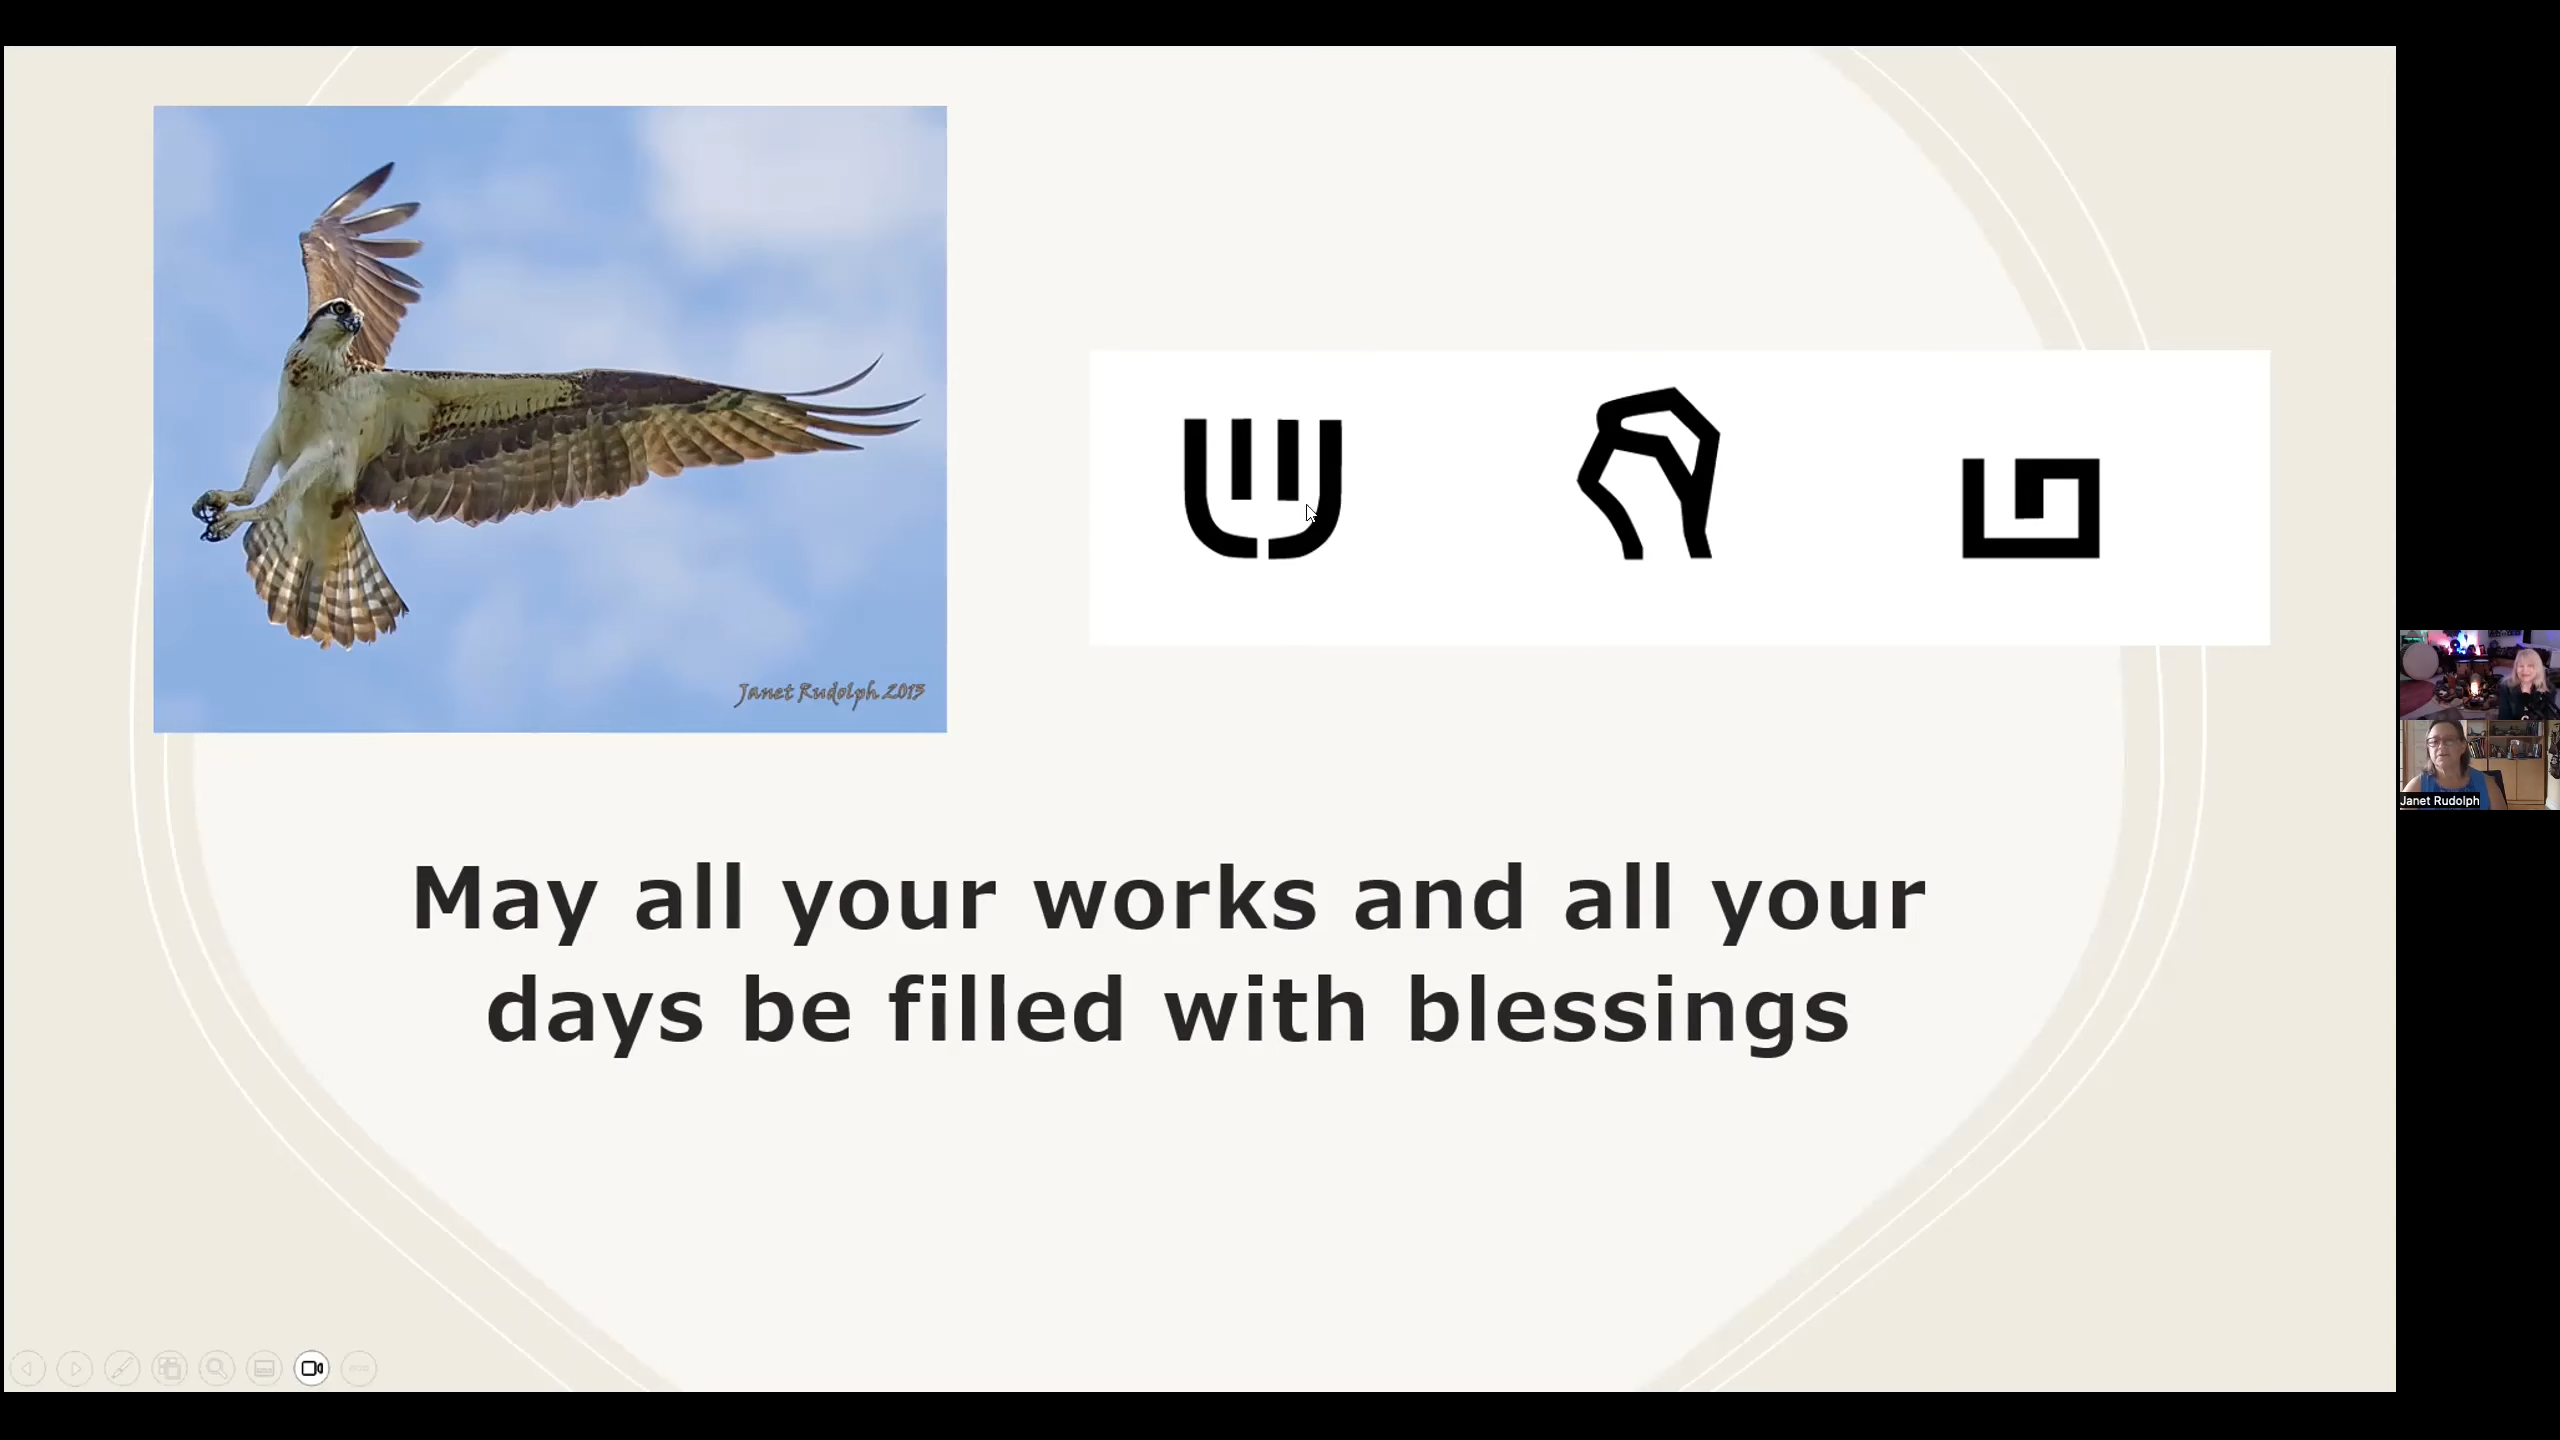 Janet Rudolph 2013
May all your works and all your
days be filled with blessings
Janet Rudolph